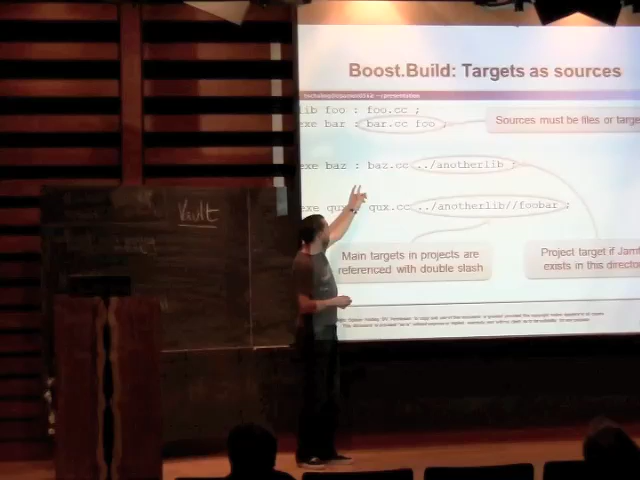 Boost.Build: Targets as sources
lib foo : foo.cc ;
exe bar : bar.cc foo ;
Sources must be files or targe
exe baz : baz.cc ../anotherlib ;
Vault
exe qux : qux.cc ../anotherlib//foobar ;
Main targets in projects are
referenced with double slash
Project target if Jamf
exists in this director